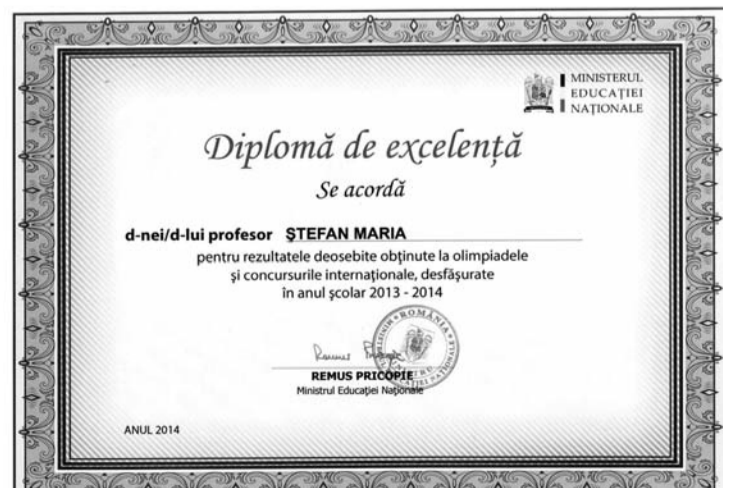 MINISTERUL
EDUCAȚIEI
NAȚIONALE
Diplomă de excelență
Se acordă
d-nei/d-lui profesor ȘTEFAN MARIA
pentru rezultatele deosebite obținute la olimpiadele
și concursurile internaționale, desfășurate
în anul școlar 2013 - 2014
ROMÂNIA
REMUS PRICOPIE
Ministrul Educației Naționale
ANUL 2014